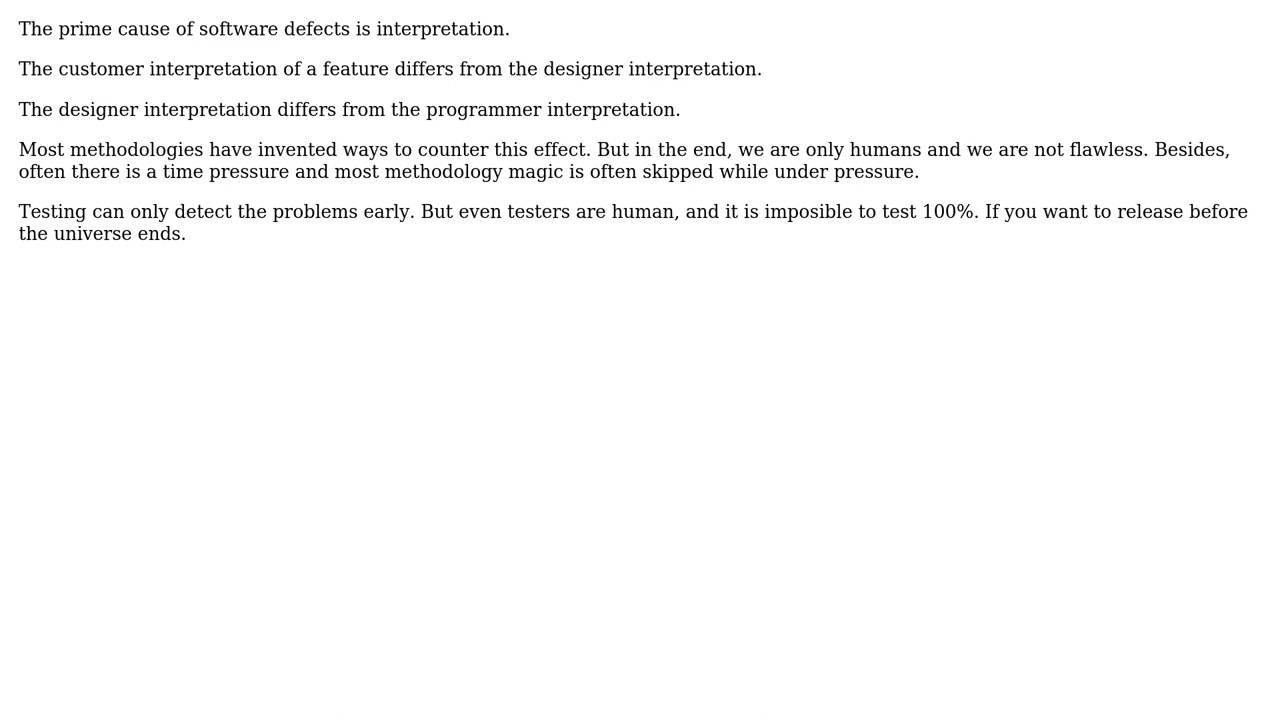 The prime cause of software defects is interpretation.
The customer interpretation of a feature differs from the designer interpretation.
The designer interpretation differs from the programmer interpretation.
Most methodologies have invented ways to counter this effect. But in the end, we are only humans and we are not flawless. Besides,
often there is a time pressure and most methodology magic is often skipped while under pressure.
Testing can only detect the problems early. But even testers are human, and it is imposible to test 100%. If you want to release before
the universe ends.